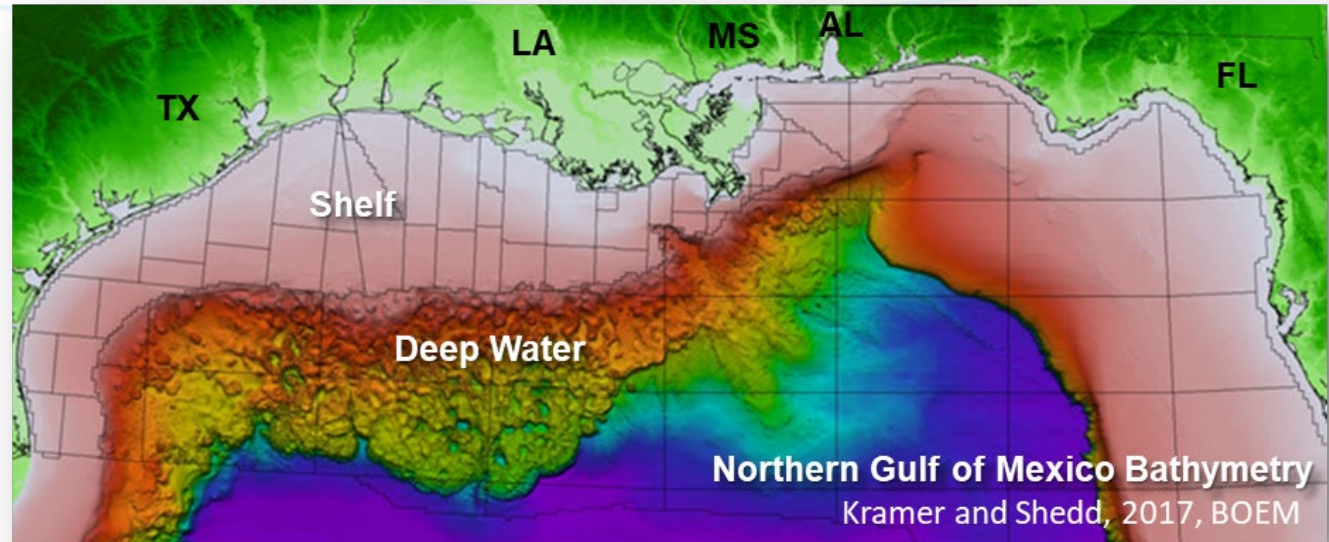 LA
MS
AL
TX
FL
Shelf
Deep Water
Northern Gulf of Mexico Bathymetry
Kramer and Shedd, 2017, BOEM